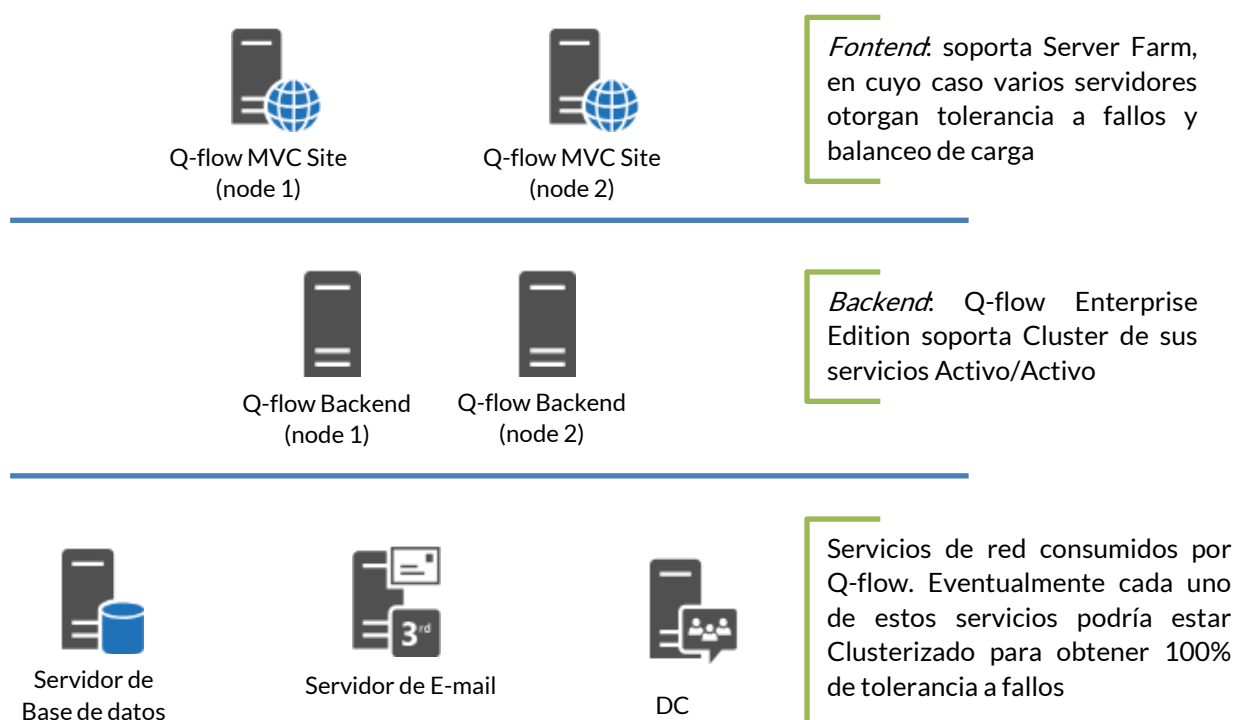 Q-flow MVC Site
(node 1)
Q-flow MVC Site
(node 2)
Fontend: soporta Server Farm,
en cuyo caso varios servidores
otorgan tolerancia a fallos y
balanceo de carga
Q-flow Backend
(node 1)
Q-flow Backend
(node 2)
Backend: Q-flow Enterprise
Edition soporta Cluster de sus
servicios Activo/Activo
3rd
Servidor de
Base de datos
Servidor de E-mail
DC
Servicios de red consumidos por
Q-flow. Eventualmente cada uno
de estos servicios podría estar
Clusterizado para obtener 100%
de tolerancia a fallos